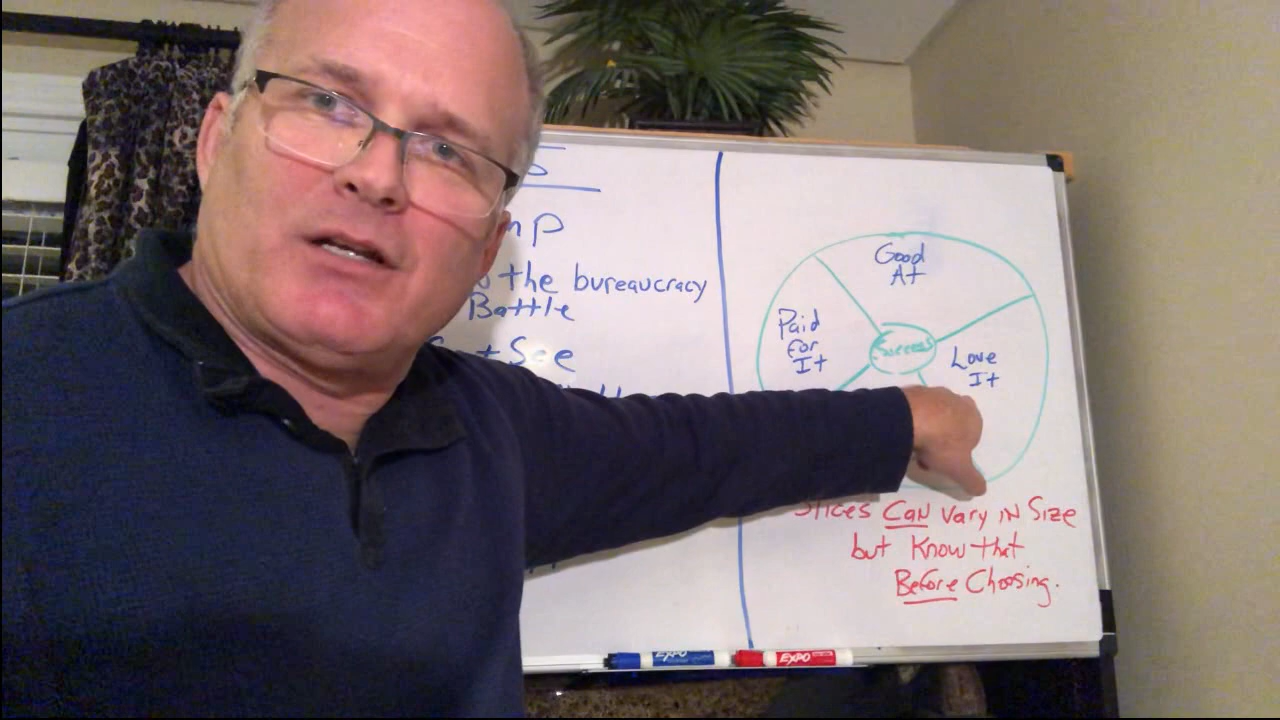 the bureaucracy
Battle
See
Good
At
Paid
for
It
Success
Love
It
Slices CAN vary IN Size
but Know that
Before Choosing.
EXPO
EXPO